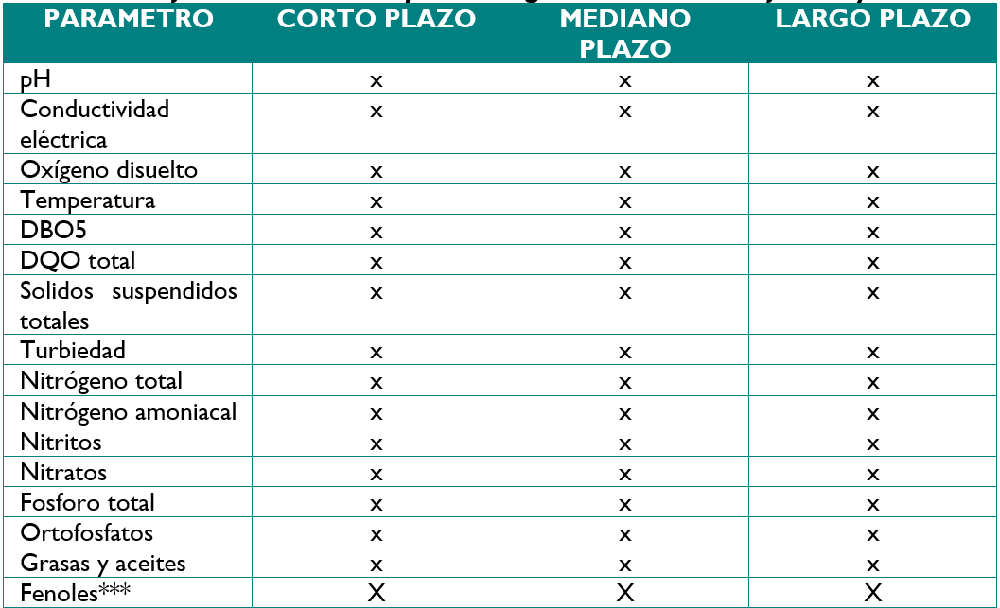 PARAMETRO CORTO PLAZO MEDIANO PLAZO LARGO PLAZO
pH x x x
Conductividad eléctrica x x x
Oxígeno disuelto x x x
Temperatura x x x
DBO5 x x x
DQO total x x x
Solidos suspendidos totales x x x
Turbiedad x x x
Nitrógeno total x x x
Nitrógeno amoniacal x x x
Nitritos x x x
Nitratos x x x
Fosforo total x x x
Ortofosfatos x x x
Grasas y aceites x x x
Fenoles*** X X X